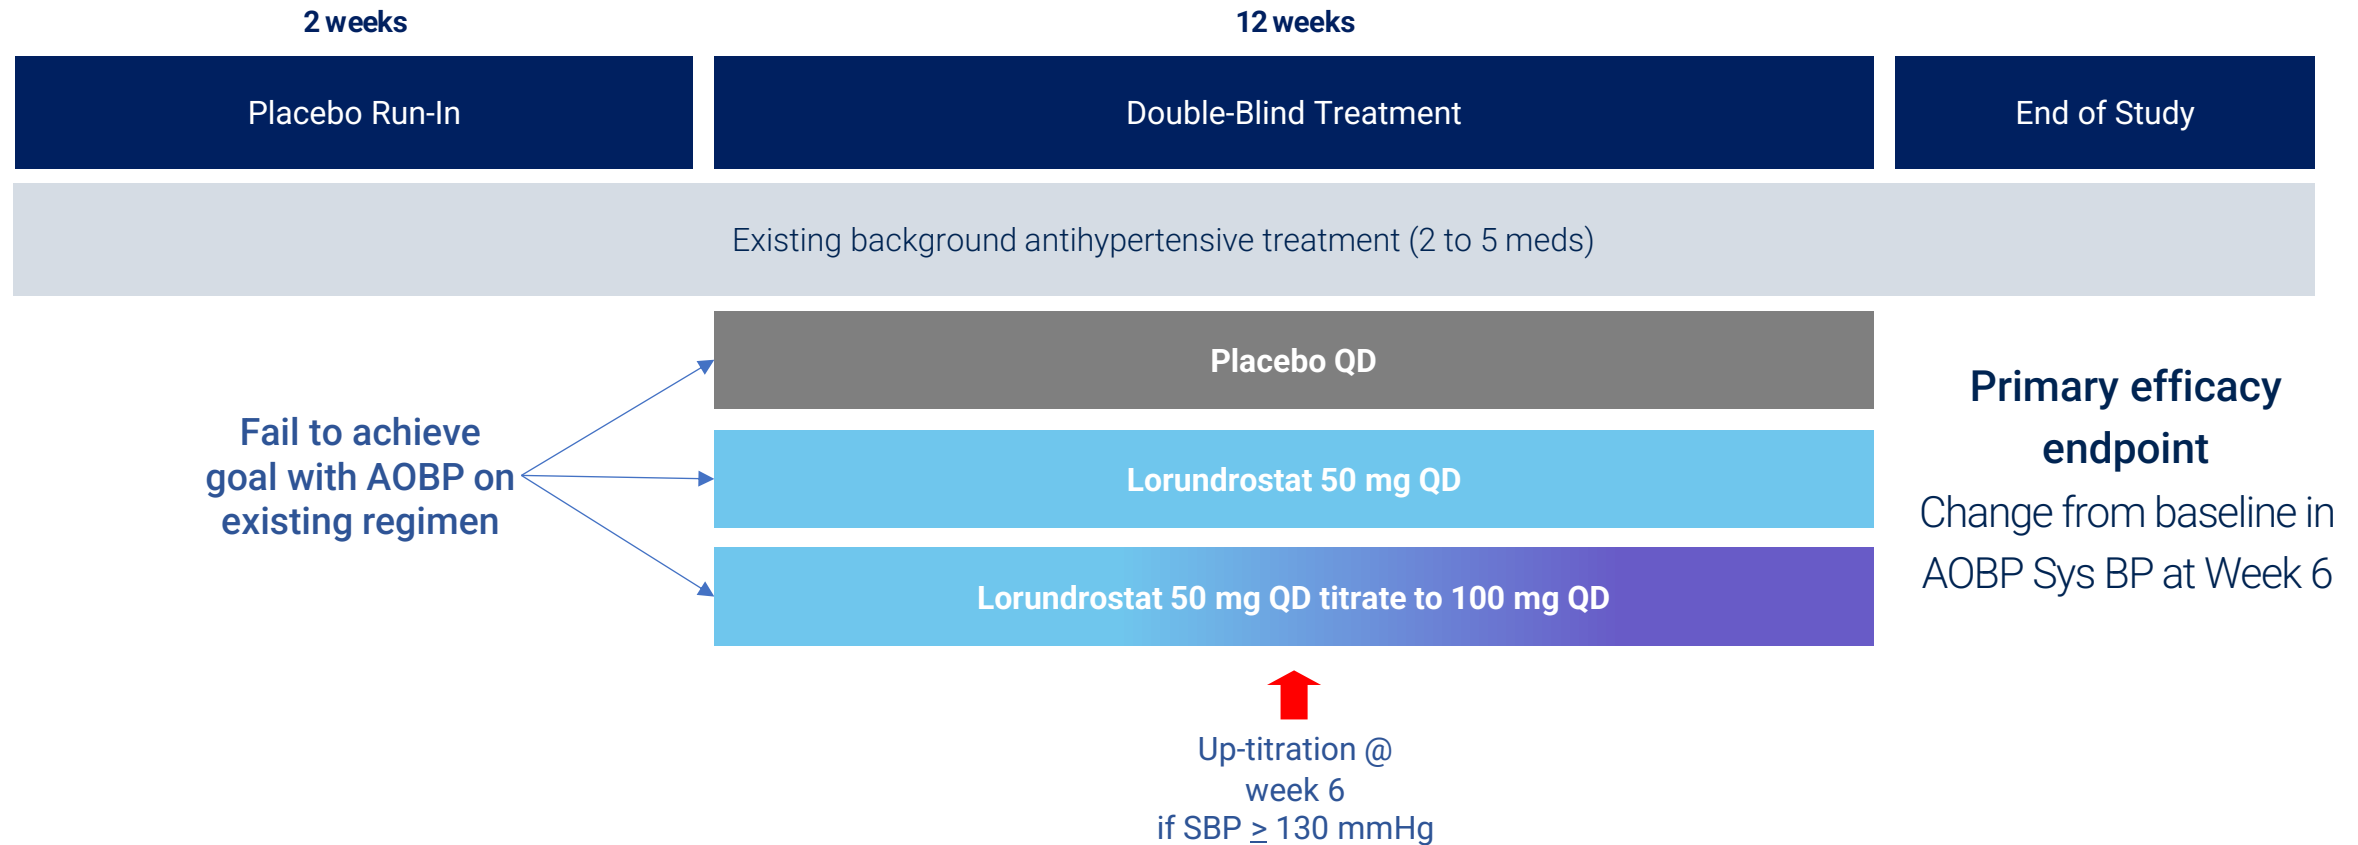 2 weeks
12 weeks
Placebo Run-In
Double-Blind Treatment
End of Study
Existing background antihypertensive treatment (2 to 5 meds)
Placebo QD
Fail to achieve
goal with AOBP on
existing regimen
Lorundrostat 50 mg QD
Lorundrostat 50 mg QD titrate to 100 mg QD
Primary efficacy
endpoint
Change from baseline in
AOBP Sys BP at Week 6
Up-titration @
week 6
if SBP ≥ 130 mmHg